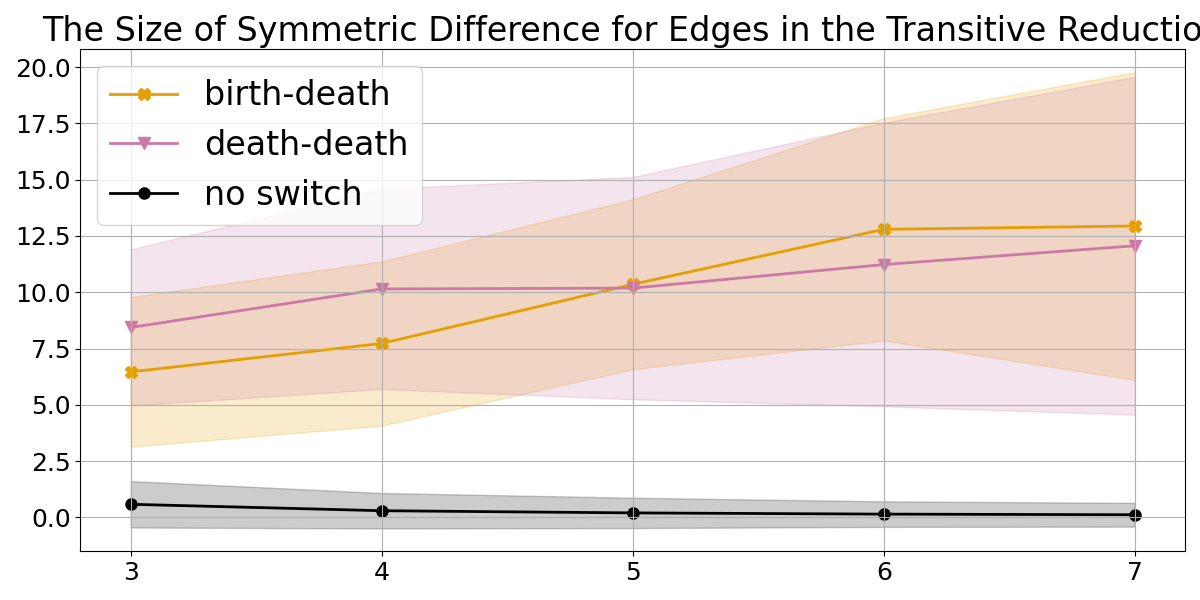 The Size of Symmetric Difference for Edges in the Transitive Reductio
20.0
17.5
15.0
12.5
10.0
7.5
5.0
2.5
0.0
birth-death
death-death
no switch
3 4 5 6 7